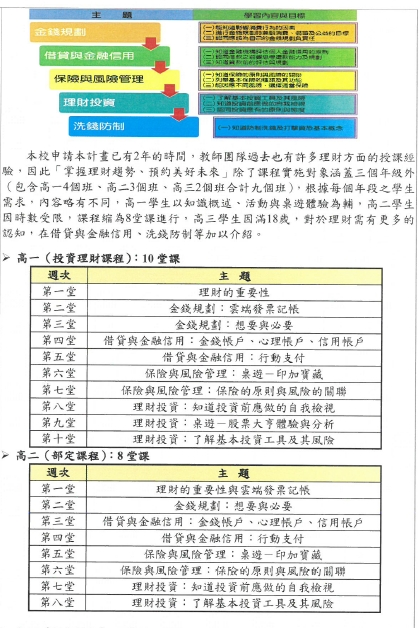 主 題 學習內容與目標
金錢規劃
借貸與金融信用
保險與風險管理
理財投資
洗錢防制
本校申請本計畫已有2年的時間,教師團隊過去也有許多理財方面的授課經
驗,因此「掌握理財趨勢、預約美好未來」除了課程實施對象涵蓋三個年級外
(包含高一4個班、高二3個班、高三2個班合計九個班),根據每個年段之學生
需求,內容略有不同,高一學生以知識概述、活動與桌遊體驗為輔,高二學生
因時數受限,課程縮為8堂課進行,高三學生因滿18歲,對於理財需有更多的
認知,在借貸與金融信用、洗錢防制等加以介紹。
➢ 高一(投資理財課程):10堂課
週次 主 題
第一堂 理財的重要性
第二堂 金錢規劃:雲端發票記帳
第三堂 金錢規劃:想要與必要
第四堂 借貸與金融信用:金錢帳戶、心理帳戶、信用帳戶
第五堂 借貸與金融信用:行動支付
第六堂 保險與風險管理:桌遊－印加寶藏
第七堂 保險與風險管理:保險的原則與風險的關聯
第八堂 理財投資:知道投資前應做的自我檢視
第九堂 理財投資:桌遊－股票大亨體驗與分析
第十堂 理財投資:了解基本投資工具及其風險
➢ 高二(部定課程):8堂課
週次 主 題
第一堂 理財的重要性與雲端發票記帳
第二堂 金錢規劃:想要與必要
第三堂 借貸與金融信用:金錢帳戶、心理帳戶、信用帳戶
第四堂 借貸與金融信用:行動支付
第五堂 保險與風險管理:桌遊－印加寶藏
第六堂 保險與風險管理:保險的原則與風險的關聯
第七堂 理財投資:知道投資前應做的自我檢視
第八堂 理財投資:了解基本投資工具及其風險